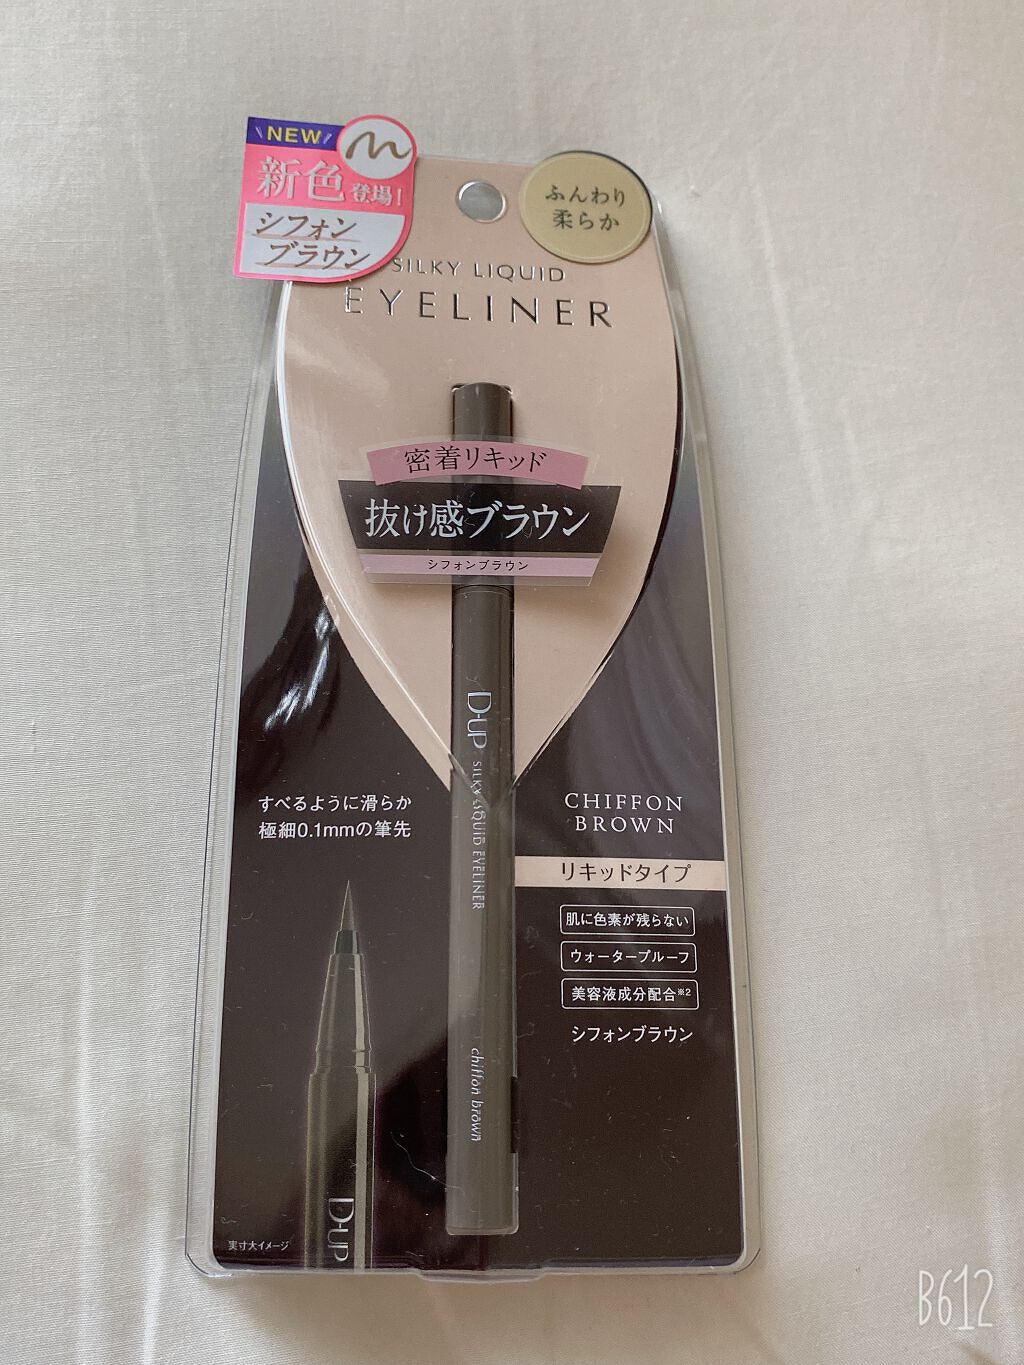 NEW
新色登場!
シフォン
ブラウン
ふんわり
柔らか
SILKY LIQUID
EYELINER
密着リキッド
抜け感ブラウン
シフォンブラウン
D-UP SILKY LIQUID EYELINER
chiffon brown
すべるように滑らか
極細0.1mmの筆先
CHIFFON
BROWN
リキッドタイプ
肌に色素が残らない
ウォータープルーフ
美容液成分配合※2
シフォンブラウン
D-UP
実寸大イメージ
B612